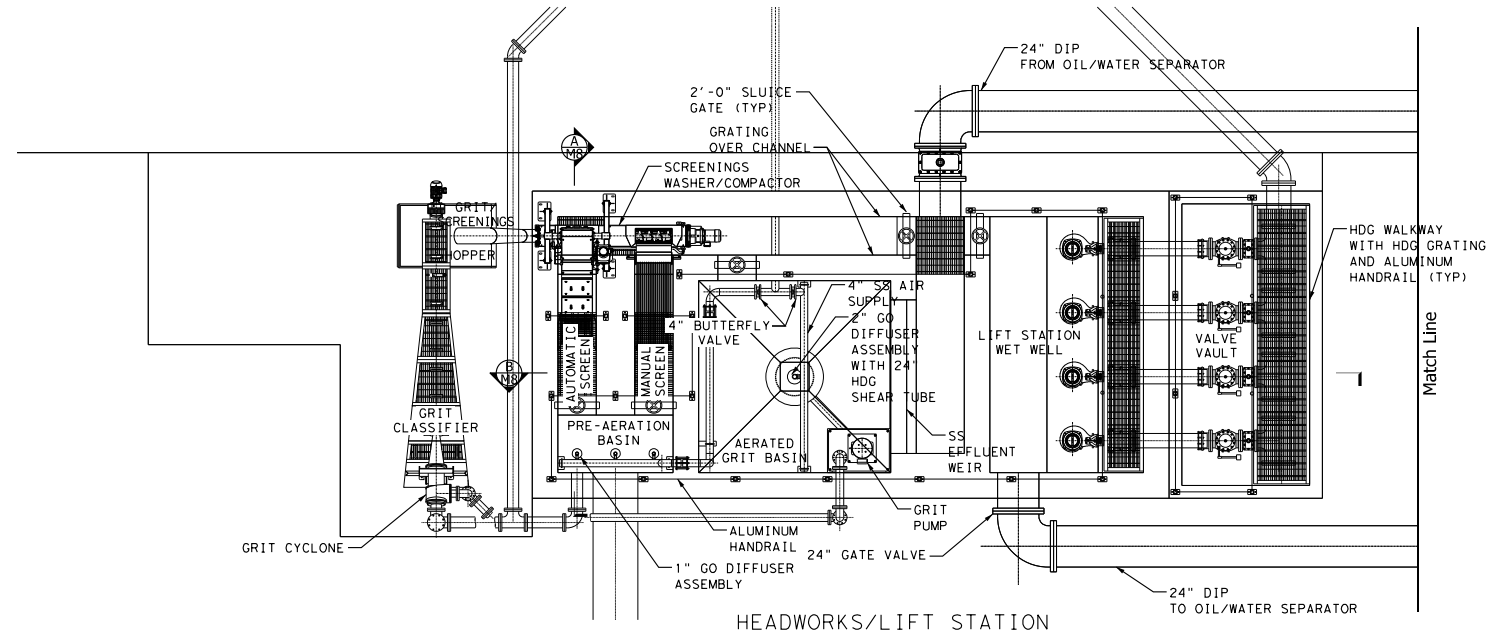 24" DIP
FROM OIL/WATER SEPARATOR
2'-0" SLUICE
GATE (TYP)
GRATING
OVER CHANNEL
A
M8
SCREENINGS
WASHER/COMPACTOR
GRIT/
SCREENINGS
HOPPER
HDG WALKWAY
WITH HDG GRATING
AND ALUMINUM
HANDRAIL (TYP)
4" SS AIR
SUPPLY
2" GO
DIFFUSER
ASSEMBLY
WITH 24"
HDG
SHEAR TUBE
4" BUTTERFLY
VALVE
LIFT STATION
WET WELL
VALVE
VAULT
Match Line
AUTOMATIC
SCREEN
MANUAL
SCREEN
B
M8
GRIT
CLASSIFIER
PRE-AERATION
BASIN
AERATED
GRIT BASIN
SS
EFFLUENT
WEIR
GRIT
PUMP
ALUMINUM
HANDRAIL
24" GATE VALVE
GRIT CYCLONE
1" GO DIFFUSER
ASSEMBLY
24" DIP
TO OIL/WATER SEPARATOR
HEADWORKS/LIFT STATION